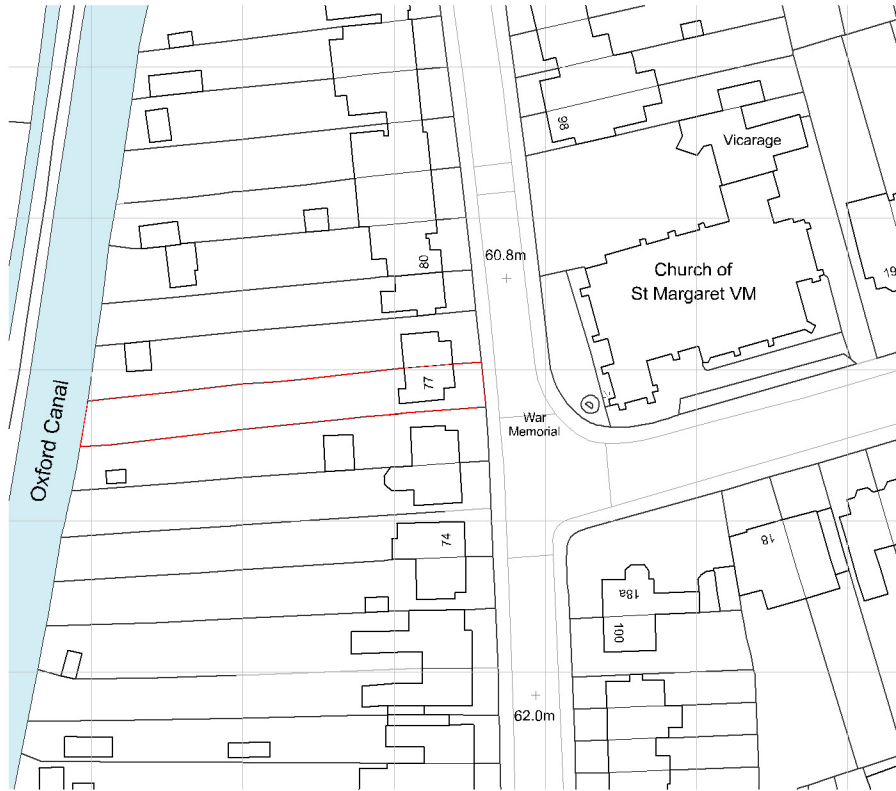 98
Vicarage
80
60.8m
Church of
St Margaret VM
19
77
War
Memorial
Oxford Canal
74
18
18a
100
62.0m